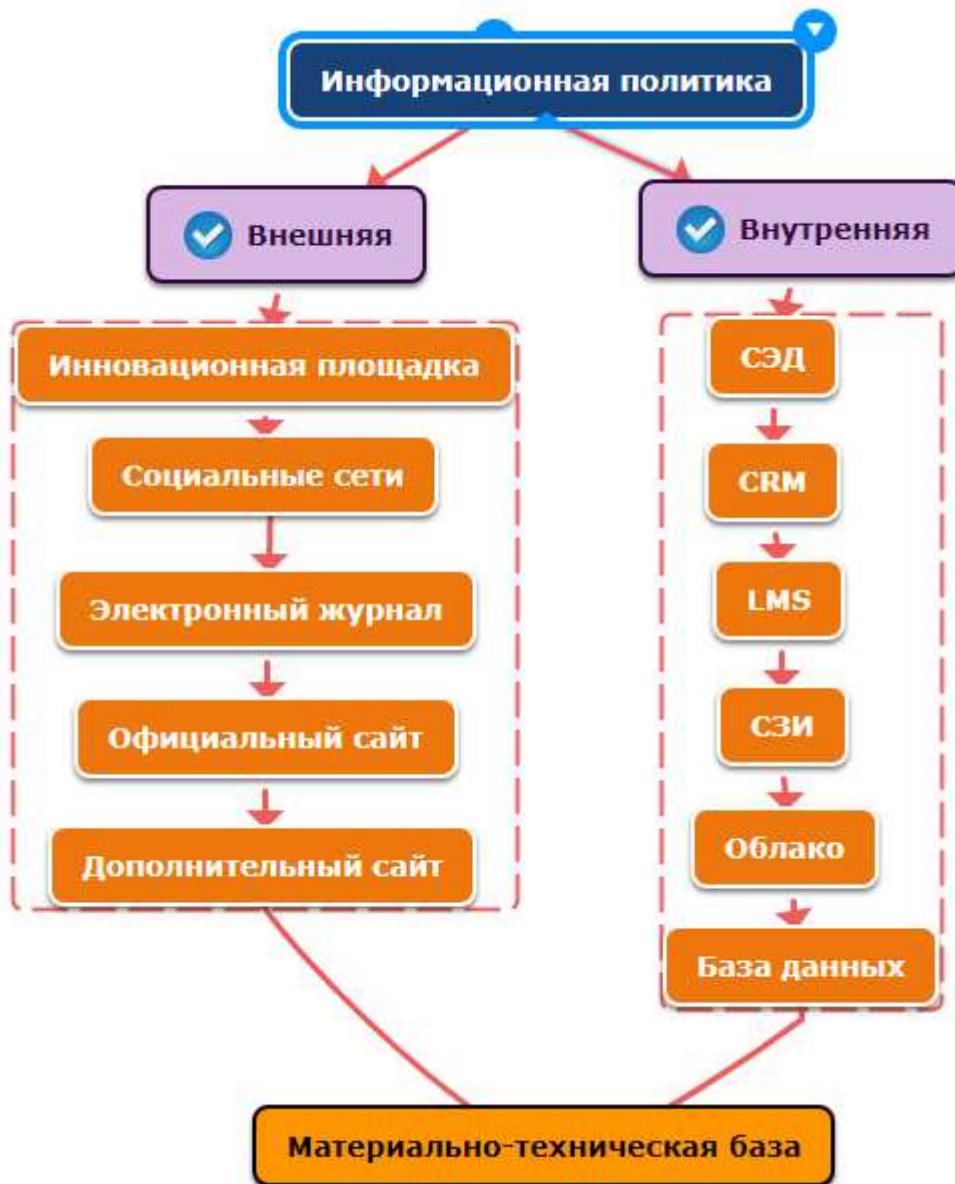 Информационная политика
Внешняя
Внутренняя
Инновационная площадка
Социальные сети
Электронный журнал
Официальный сайт
Дополнительный сайт
СЭД
CRM
LMS
СЗИ
Облако
База данных
Материально-техническая база